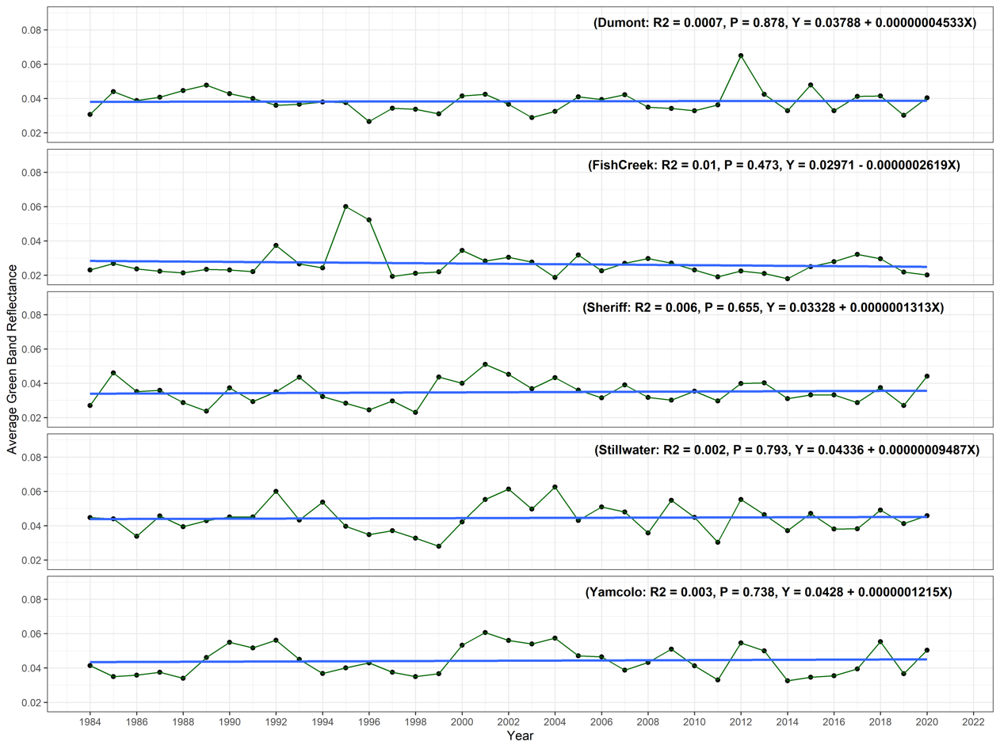 (Dumont: R2 = 0.0007, P = 0.878, Y = 0.03788 + 0.00000004533X)
0.08
0.06
0.04
0.02
(FishCreek: R2 = 0.01, P = 0.473, Y = 0.02971 - 0.0000002619X)
0.08
0.06
0.04
0.02
(Sheriff: R2 = 0.006, P = 0.655, Y = 0.03328 + 0.0000001313X)
0.08
0.06
0.04
0.02
(Stillwater: R2 = 0.002, P = 0.793, Y = 0.04336 + 0.00000009487X)
0.08
0.06
0.04
0.02
(Yamcolo: R2 = 0.003, P = 0.738, Y = 0.0428 + 0.0000001215X)
0.08
0.06
0.04
0.02
Average Green Band Reflectance
1984 1986 1988 1990 1992 1994 1996 1998 2000 2002 2004 2006 2008 2010 2012 2014 2016 2018 2020 2022
Year